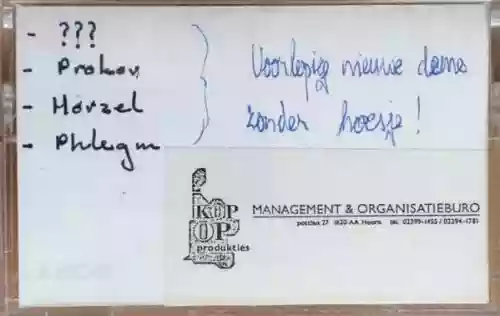 - ???
- Prokov
- Hörzel
- Phlegm
Voorlopig nieuwe demo
zonder hoesje!
KOP
OP
produkties
MANAGEMENT & ORGANISATIEBURO
postbus 27 1620 AA Hoorn tel. 02299-1455 / 02294-1781